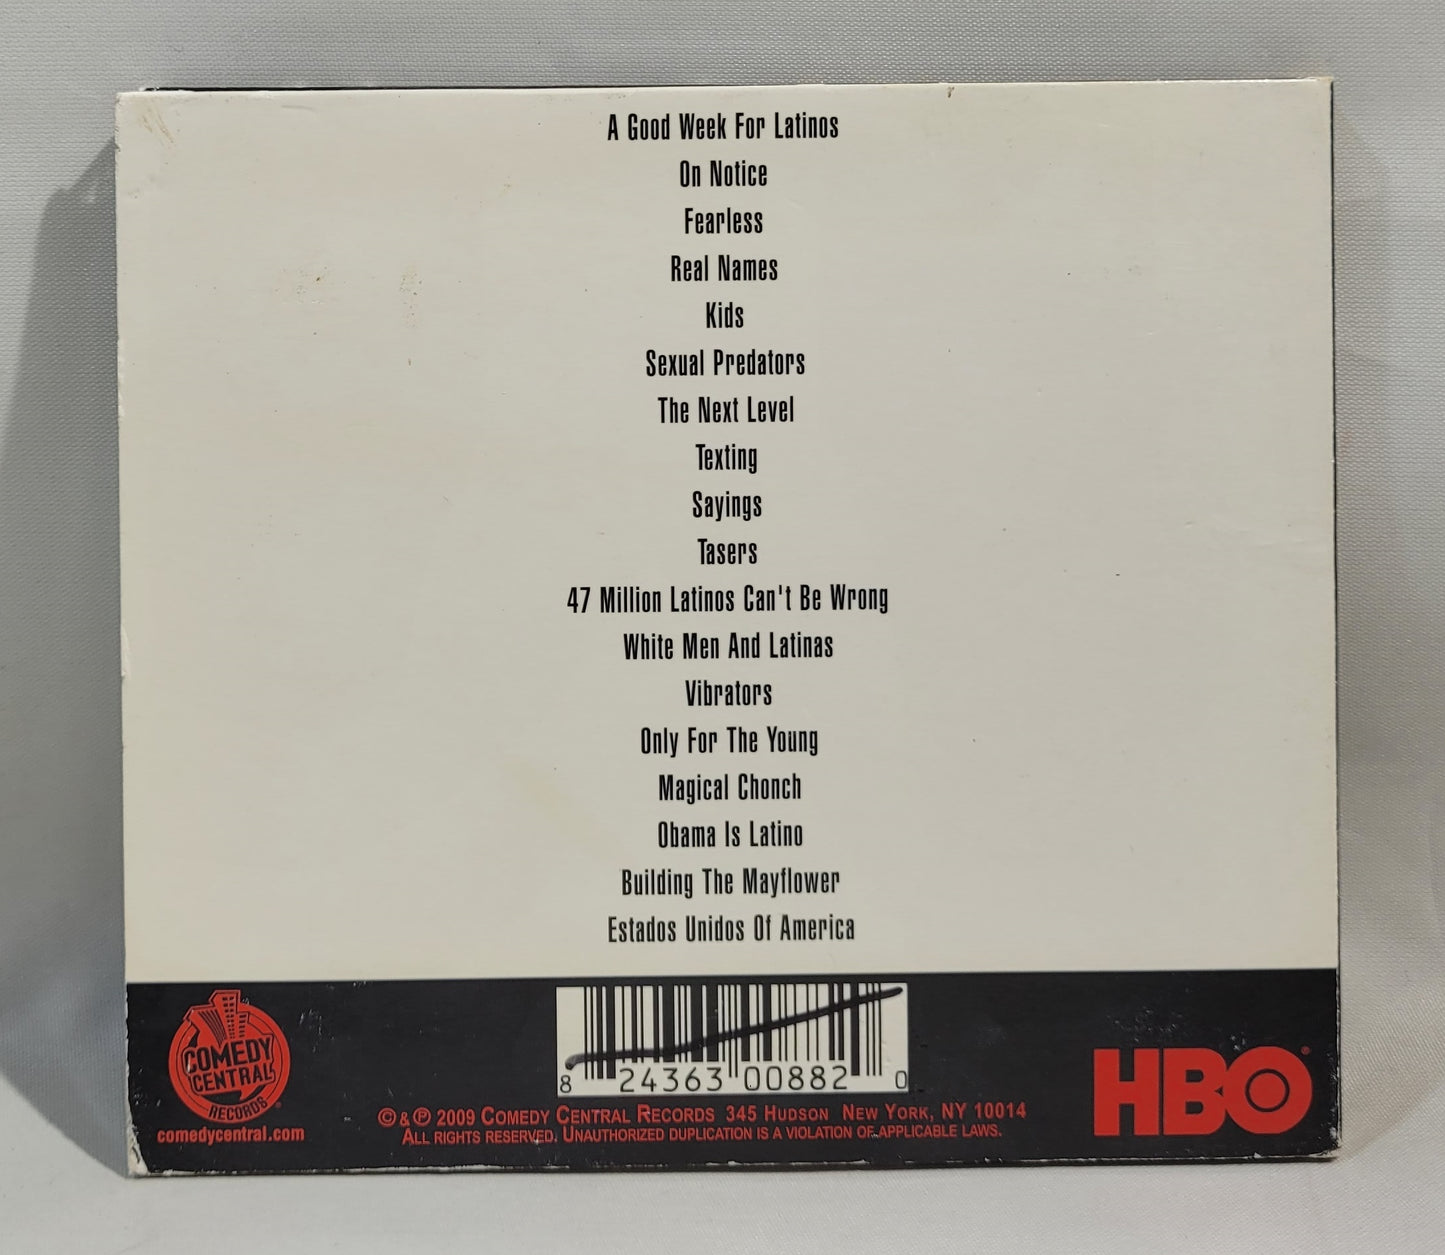 A Good Week For Latinos
On Notice
Fearless
Real Names
Kids
Sexual Predators
The Next Level
Texting
Sayings
Tasers
47 Million Latinos Can't Be Wrong
White Men And Latinas
Vibrators
Only For The Young
Magical Chonch
Obama Is Latino
Building The Mayflower
Estados Unidos Of America
COMEDY
CENTRAL
RECORDS
comedycentral.com
8 24363 00882 0
© & ℗ 2009 COMEDY CENTRAL RECORDS 345 HUDSON NEW YORK, NY 10014
ALL RIGHTS RESERVED. UNAUTHORIZED DUPLICATION IS A VIOLATION OF APPLICABLE LAWS.
HBO®